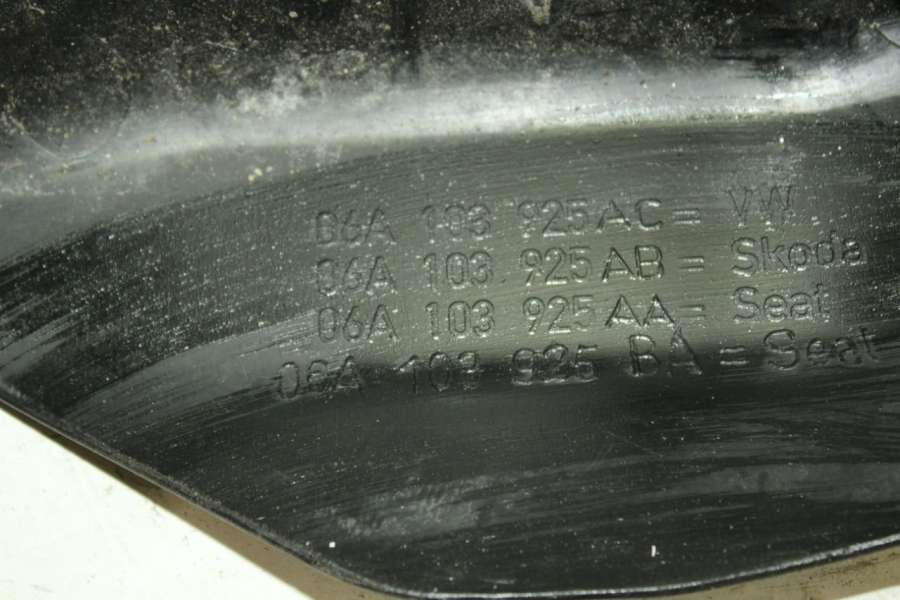 06A 103 925 AC = VW
06A 103 925 AB = Skoda
06A 103 925 AA = Seat
06A 103 925 BA = Seat